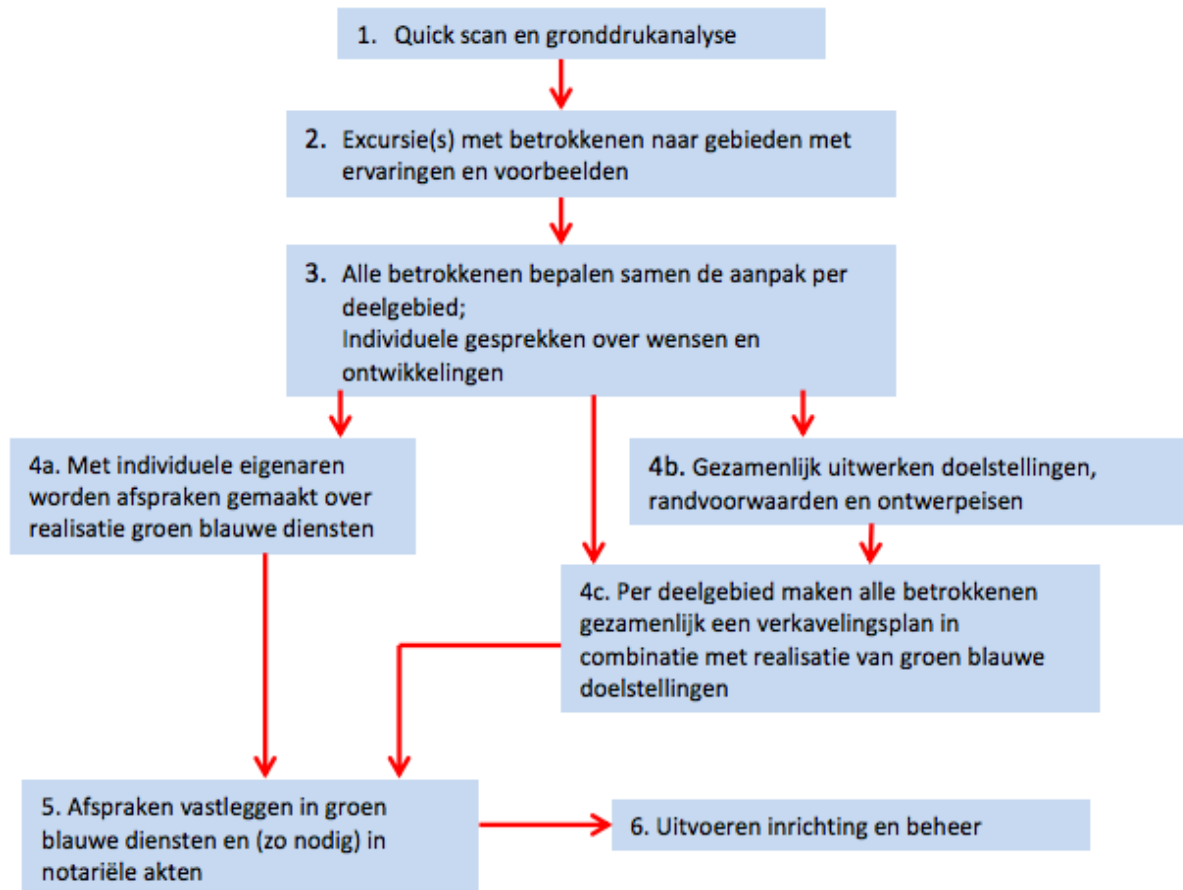 1. Quick scan en gronddrukanalyse
2. Excursie(s) met betrokkenen naar gebieden met
ervaringen en voorbeelden
3. Alle betrokkenen bepalen samen de aanpak per
deelgebied;
Individuele gesprekken over wensen en
ontwikkelingen
4a. Met individuele eigenaren
worden afspraken gemaakt over
realisatie groen blauwe diensten
4b. Gezamenlijk uitwerken doelstellingen,
randvoorwaarden en ontwerpeisen
4c. Per deelgebied maken alle betrokkenen
gezamenlijk een verkavelingsplan in
combinatie met realisatie van groen blauwe
doelstellingen
5. Afspraken vastleggen in groen
blauwe diensten en (zo nodig) in
notariële akten
6. Uitvoeren inrichting en beheer